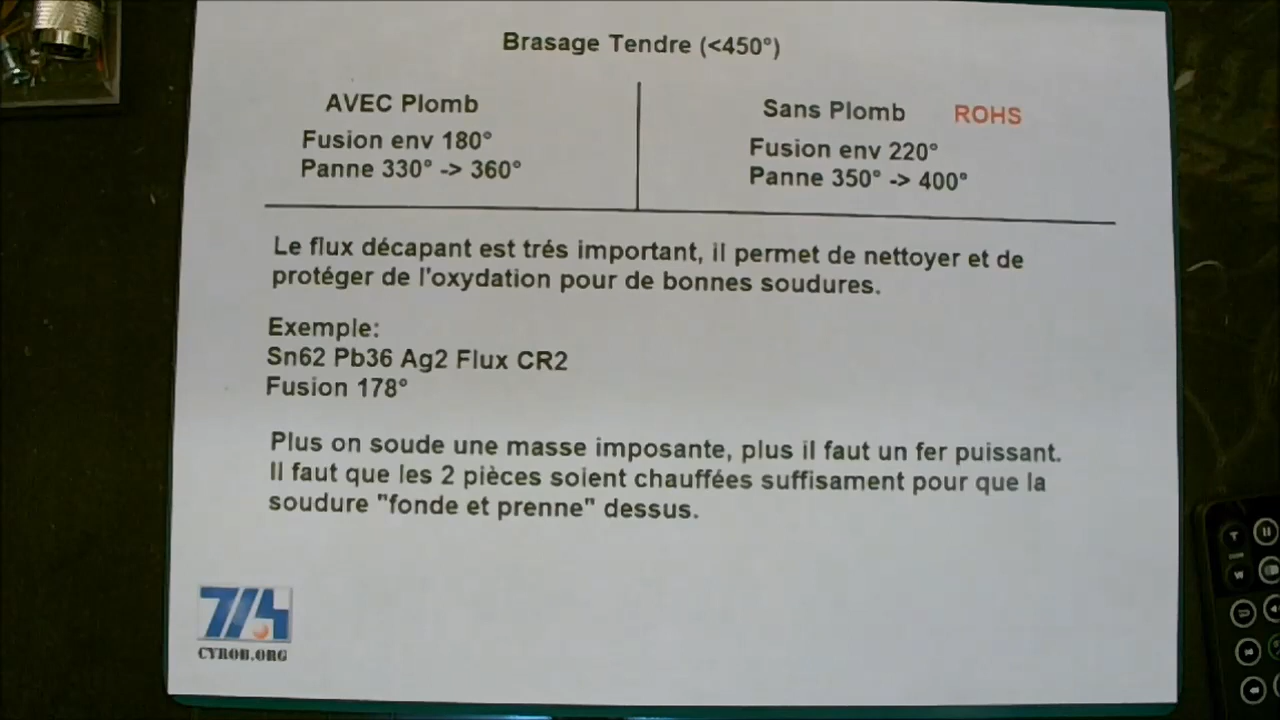 Brasage Tendre (<450°)
AVEC Plomb
Fusion env 180°
Panne 330° -> 360°
Sans Plomb ROHS
Fusion env 220°
Panne 350° -> 400°
Le flux décapant est trés important, il permet de nettoyer et de
protéger de l'oxydation pour de bonnes soudures.
Exemple:
Sn62 Pb36 Ag2 Flux CR2
Fusion 178°
Plus on soude une masse imposante, plus il faut un fer puissant.
Il faut que les 2 pièces soient chauffées suffisament pour que la
soudure "fonde et prenne" dessus.
CYROB.ORG